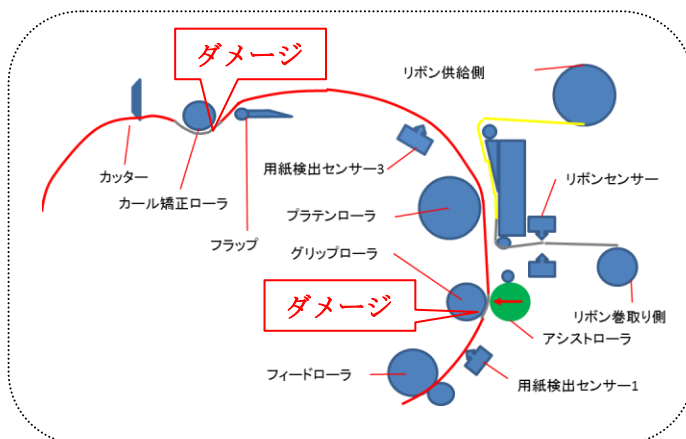 ダメージ
リボン供給側
用紙検出センサー3
カッター
カール矯正ローラ
リボンセンサー
プラテンローラ
フラップ
グリップローラ
ダメージ
リボン巻取り側
アシストローラ
フィードローラ
用紙検出センサー1